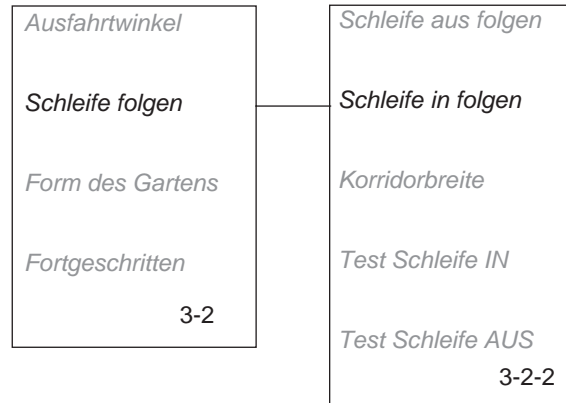 Ausfahrtwinkel
Schleife folgen
Form des Gartens
Fortgeschritten
3-2
Schleife aus folgen
Schleife in folgen
Korridorbreite
Test Schleife IN
Test Schleife AUS
3-2-2